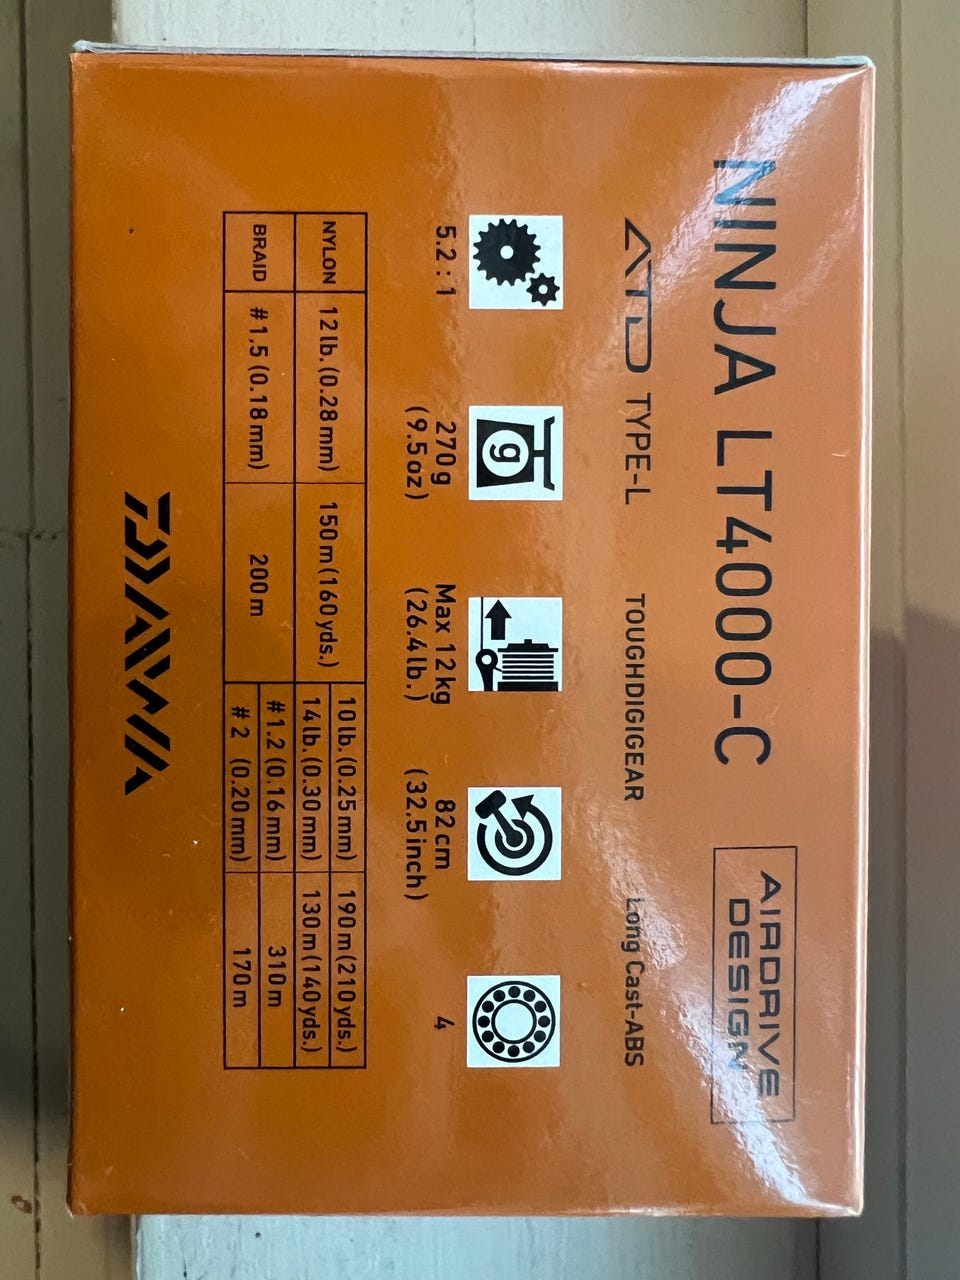 NINJA LT4000-C
AIRDRIVE
DESIGN
ATD TYPE-L TOUGHDIGIGEAR Long Cast-ABS
g
5.2 : 1
270g
(9.5oz)
Max 12kg
(26.4lb.)
82cm
(32.5inch)
4
NYLON 12lb.(0.28mm) 150m(160yds.) 10lb.(0.25mm) 190m(210yds.)
14lb.(0.30mm) 130m(140yds.)
BRAID #1.5(0.18mm) 200m #1.2(0.16mm) 310m
#2 (0.20mm) 170m
DAIWA